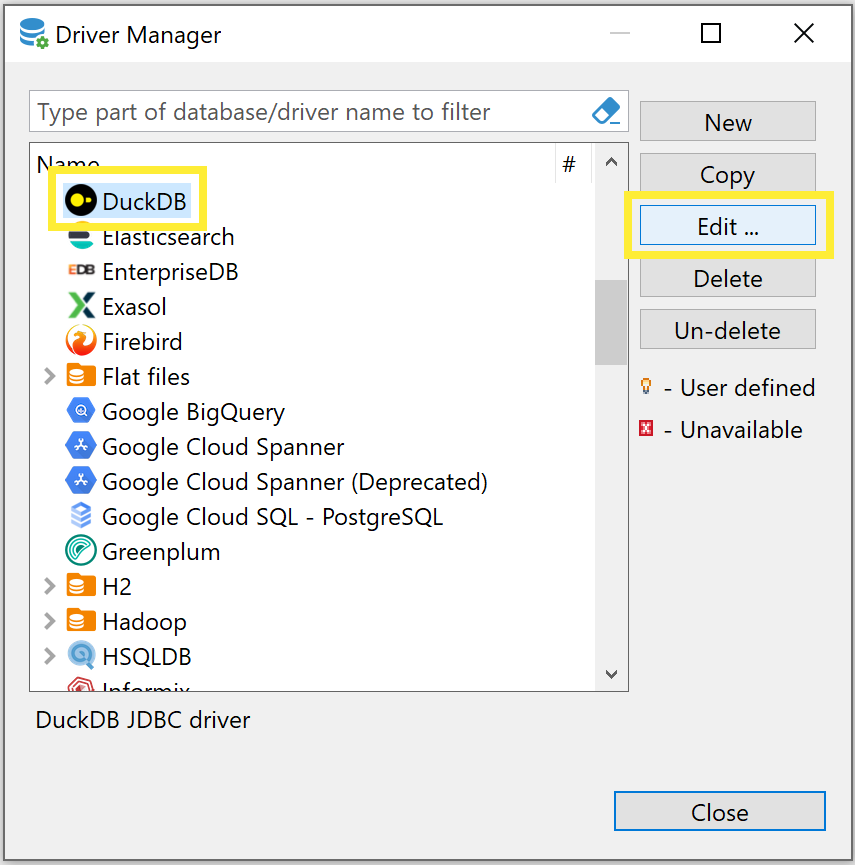 Driver Manager
Type part of database/driver name to filter
Name #
DuckDB
Elasticsearch
EDB EnterpriseDB
Exasol
Firebird
Flat files
Google BigQuery
Google Cloud Spanner
Google Cloud Spanner (Deprecated)
Google Cloud SQL - PostgreSQL
Greenplum
H2
Hadoop
HSQLDB
Informix
New
Copy
Edit ...
Delete
Un-delete
- User defined
- Unavailable
DuckDB JDBC driver
Close